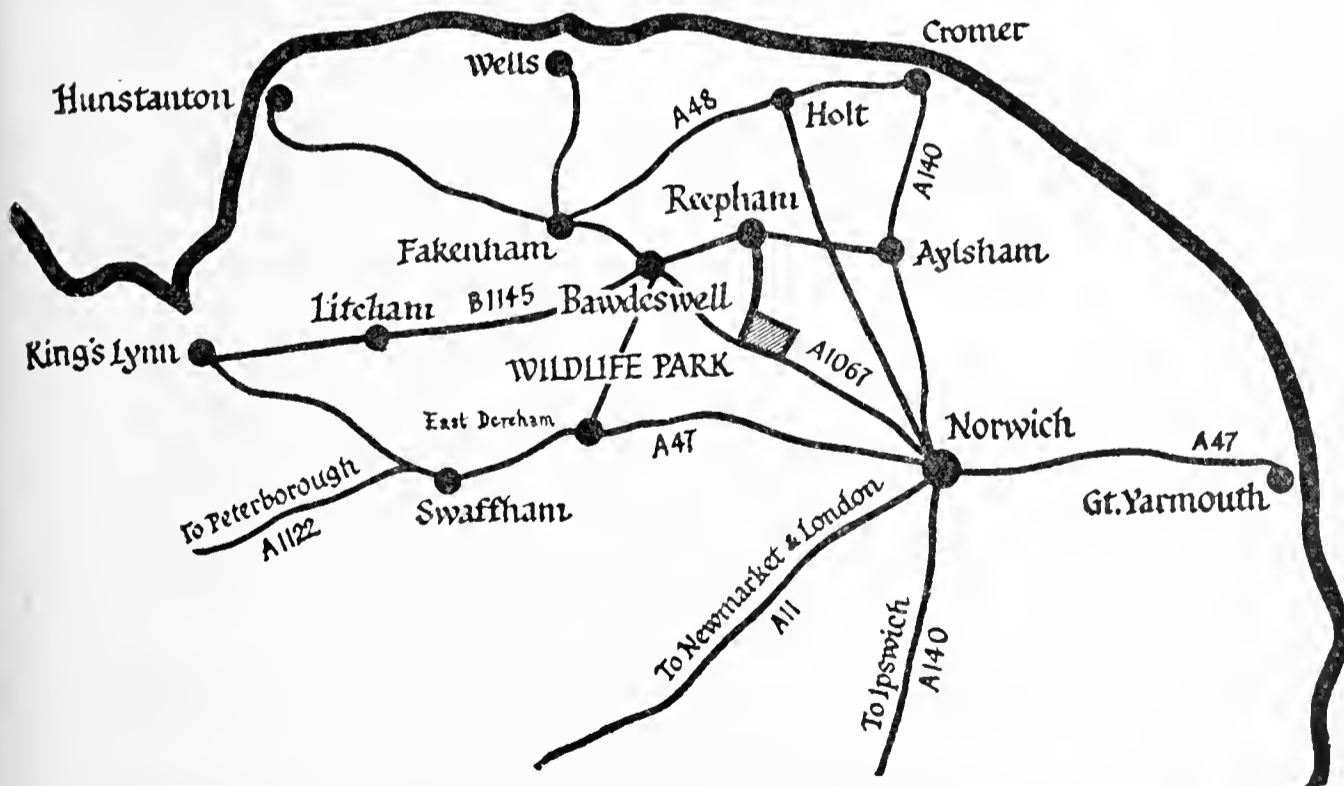 Cromer
Wells
Hunstanton
A48
Holt
A140
Reepham
Fakenham
Aylsham
Litcham
B1145
Bawdeswell
King's Lynn
WILDLIFE PARK
A1067
East Dereham
A47
Norwich
A47
Swaffham
To Peterborough
A1122
Gt. Yarmouth
To Newmarket & London
A11
To Ipswich
A140